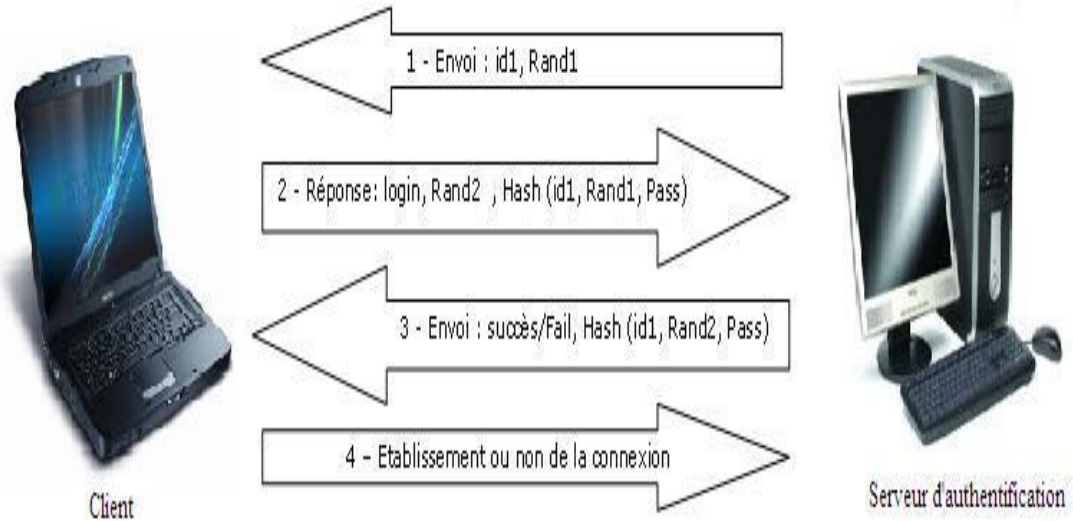 1 - Envoi : id1, Rand1
2 - Réponse: login, Rand2 , Hash (id1, Rand1, Pass)
3 - Envoi : succès/Fail, Hash (id1, Rand2, Pass)
4 – Etablissement ou non de la connexion
Client
Serveur d'authentification